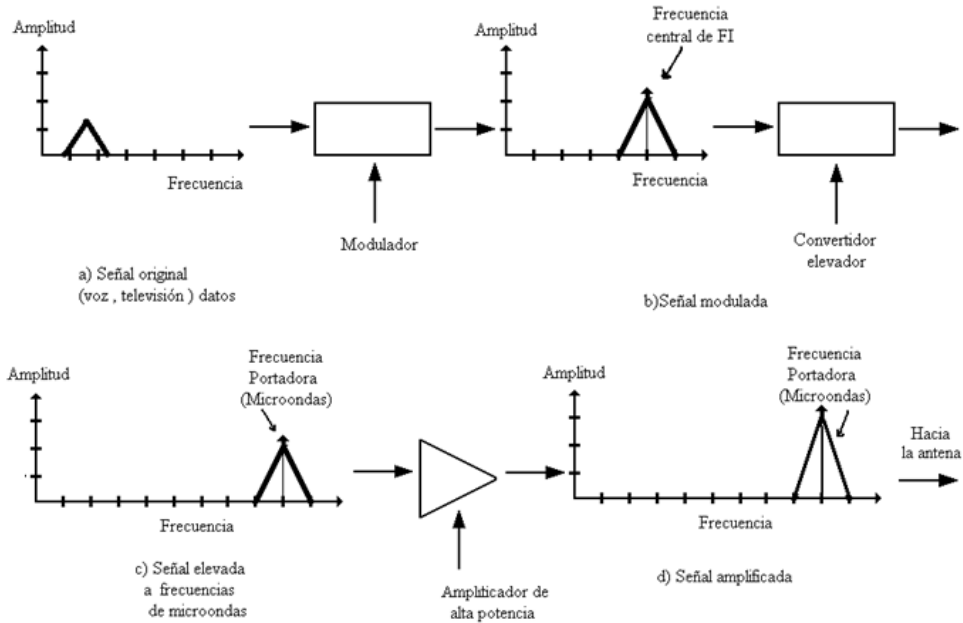 Amplitud
Frecuencia
Modulador
a) Señal original
(voz , televisión ) datos
Amplitud
Frecuencia
central de FI
Frecuencia
Convertidor
elevador
b)Señal modulada
Amplitud
Frecuencia
Portadora
(Microondas)
Frecuencia
c) Señal elevada
a frecuencias
de microondas
Amplificador de
alta potencia
Amplitud
Frecuencia
Portadora
(Microondas)
Frecuencia
d) Señal amplificada
Hacia
la antena